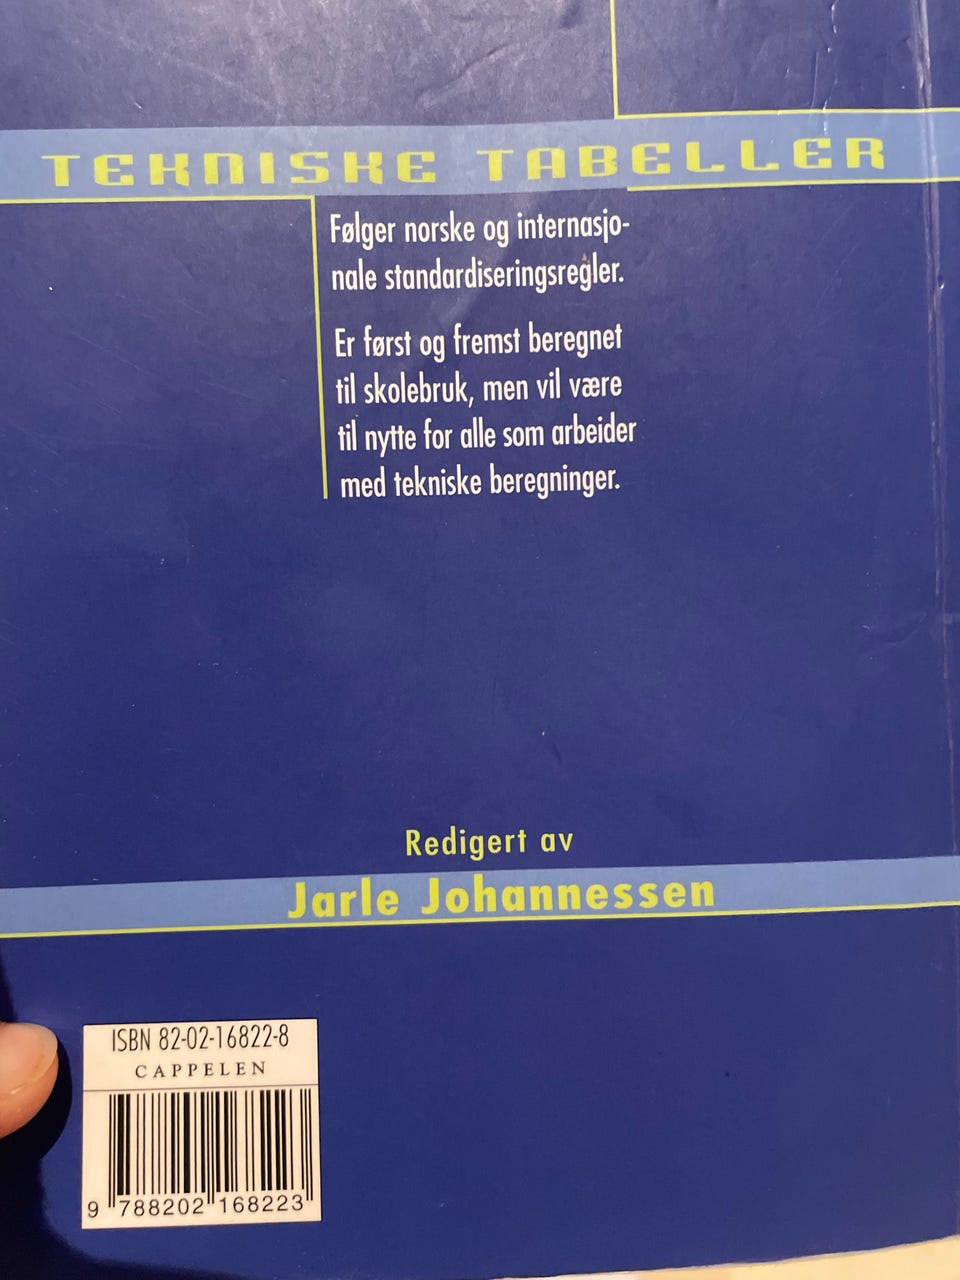 TEKNISKE TABELLER
Følger norske og internasjo-
nale standardiseringsregler.
Er først og fremst beregnet
til skolebruk, men vil være
til nytte for alle som arbeider
med tekniske beregninger.
Redigert av
Jarle Johannessen
ISBN 82-02-16822-8
CAPPELEN
9 788202 168223